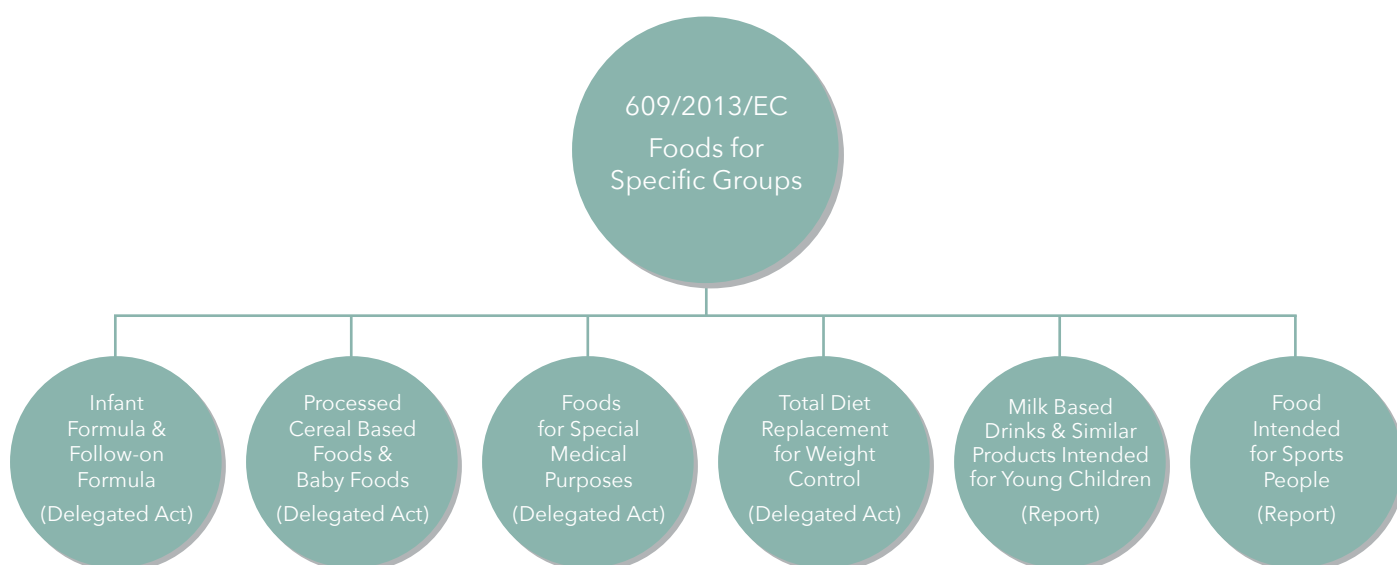 609/2013/EC
Foods for
Specific Groups
Infant
Formula &
Follow-on
Formula
(Delegated Act)
Processed
Cereal Based
Foods &
Baby Foods
(Delegated Act)
Foods
for Special
Medical
Purposes
(Delegated Act)
Total Diet
Replacement
for Weight
Control
(Delegated Act)
Milk Based
Drinks & Similar
Products Intended
for Young Children
(Report)
Food
Intended
for Sports
People
(Report)